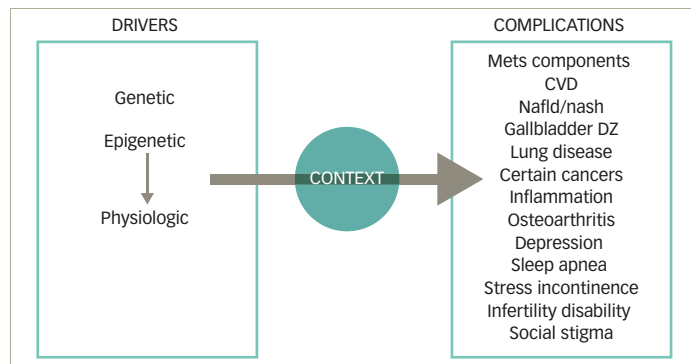 DRIVERS
Genetic
Epigenetic
Physiologic
CONTEXT
COMPLICATIONS
Mets components
CVD
Nafld/nash
Gallbladder DZ
Lung disease
Certain cancers
Inflammation
Osteoarthritis
Depression
Sleep apnea
Stress incontinence
Infertility disability
Social stigma